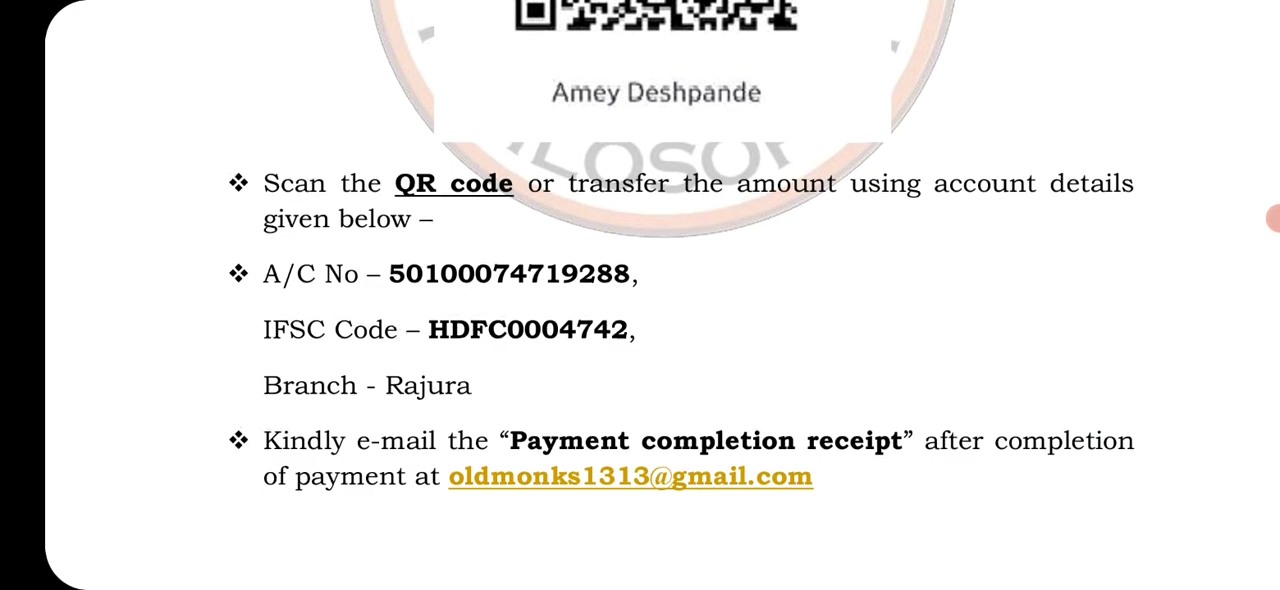 Amey Deshpande
❖ Scan the QR code or transfer the amount using account details
given below –
❖ A/C No – 50100074719288,
IFSC Code – HDFC0004742,
Branch - Rajura
❖ Kindly e-mail the “Payment completion receipt” after completion
of payment at oldmonks1313@gmail.com